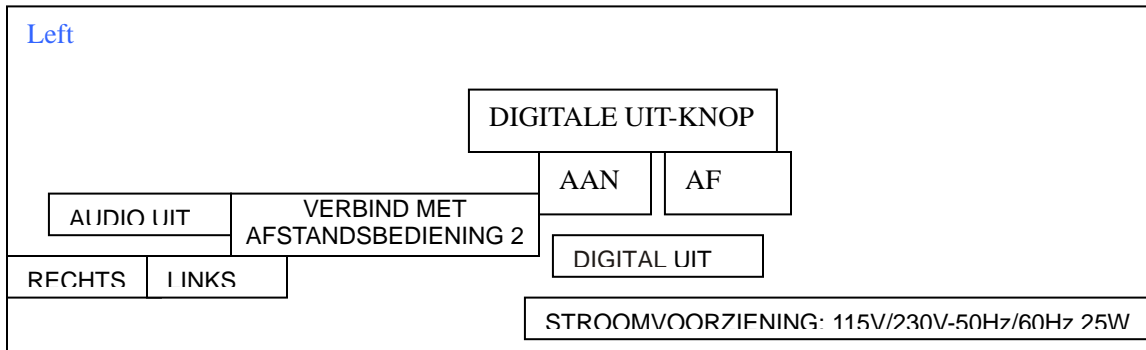 Left
DIGITALE UIT-KNOP
AAN
AF
AUDIO UIT
VERBIND MET
AFSTANDSBEDIENING 2
DIGITAL UIT
RECHTS
LINKS
STROOMVOORZIENING: 115V/230V-50Hz/60Hz 25W